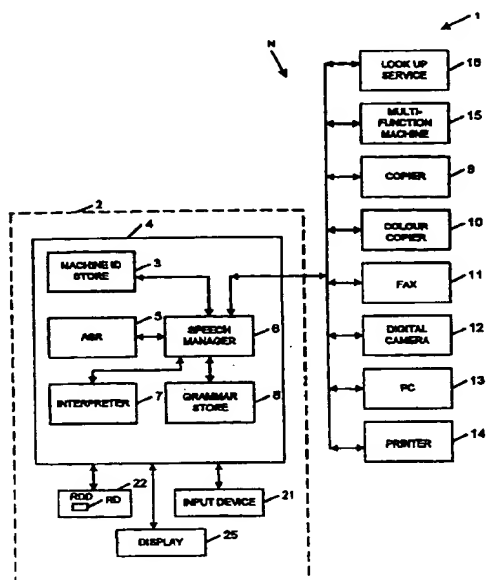 1
N
LOOK UP
SERVICE
16
MULTI-
FUNCTION
MACHINE
15
COPIER
9
COLOUR
COPIER
10
FAX
11
DIGITAL
CAMERA
12
PC
13
PRINTER
14
2
4
MACHINE ID
STORE
3
ASR
5
SPEECH
MANAGER
6
INTERPRETER
7
GRAMMAR
STORE
8
RDD
RD
22
INPUT DEVICE
21
DISPLAY
25